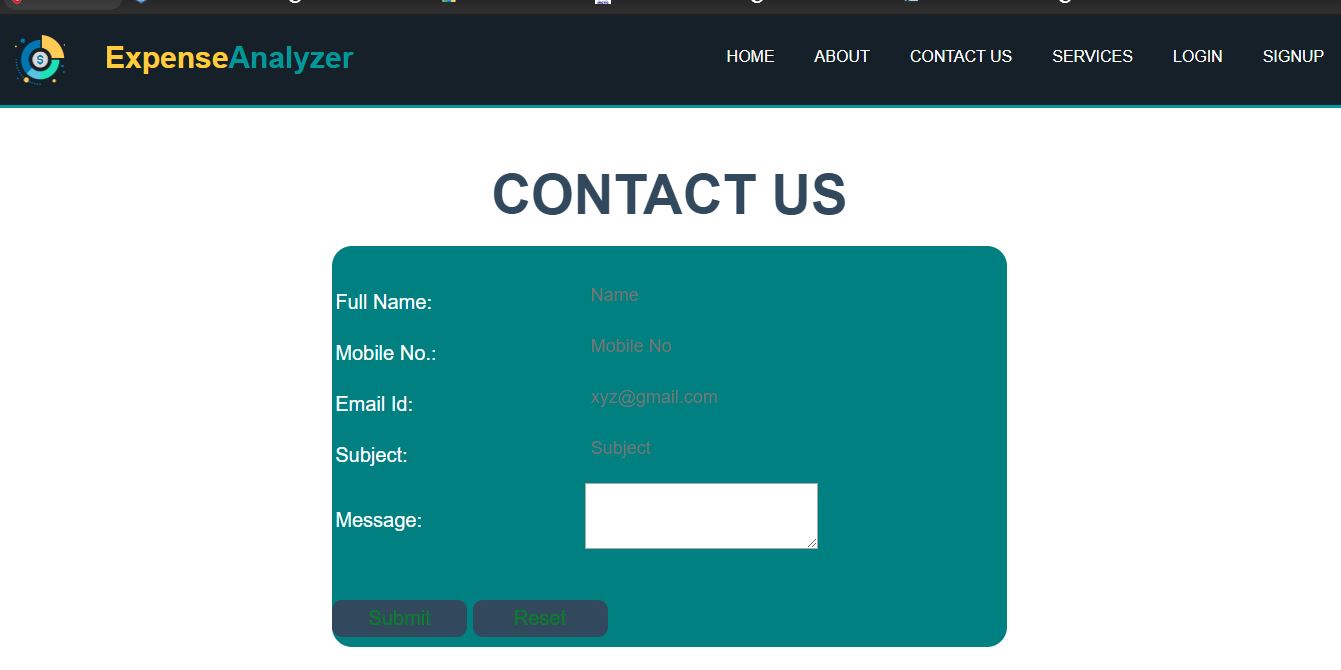 ExpenseAnalyzer HOME ABOUT CONTACT US SERVICES LOGIN SIGNUP
CONTACT US
Full Name: Name
Mobile No.: Mobile No
Email Id: xyz@gmail.com
Subject: Subject
Message:
Submit Reset